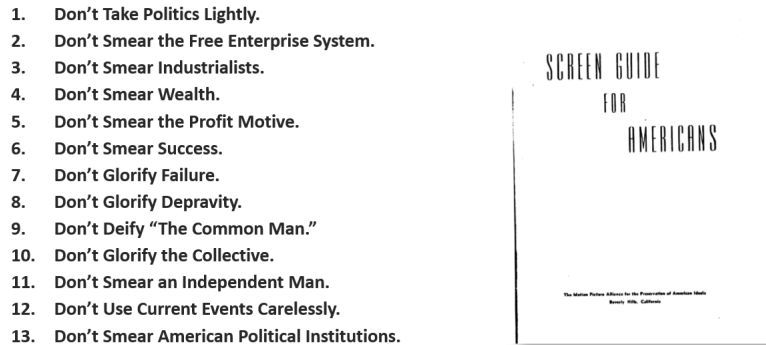 1. Don't Take Politics Lightly.
2. Don't Smear the Free Enterprise System.
3. Don't Smear Industrialists.
4. Don't Smear Wealth.
5. Don't Smear the Profit Motive.
6. Don't Smear Success.
7. Don't Glorify Failure.
8. Don't Glorify Depravity.
9. Don't Deify “The Common Man.”
10. Don't Glorify the Collective.
11. Don't Smear an Independent Man.
12. Don't Use Current Events Carelessly.
13. Don't Smear American Political Institutions.
SCREEN GUIDE
FOR
AMERICANS
The Motion Picture Alliance for the Preservation of American Ideals
Beverly Hills, California